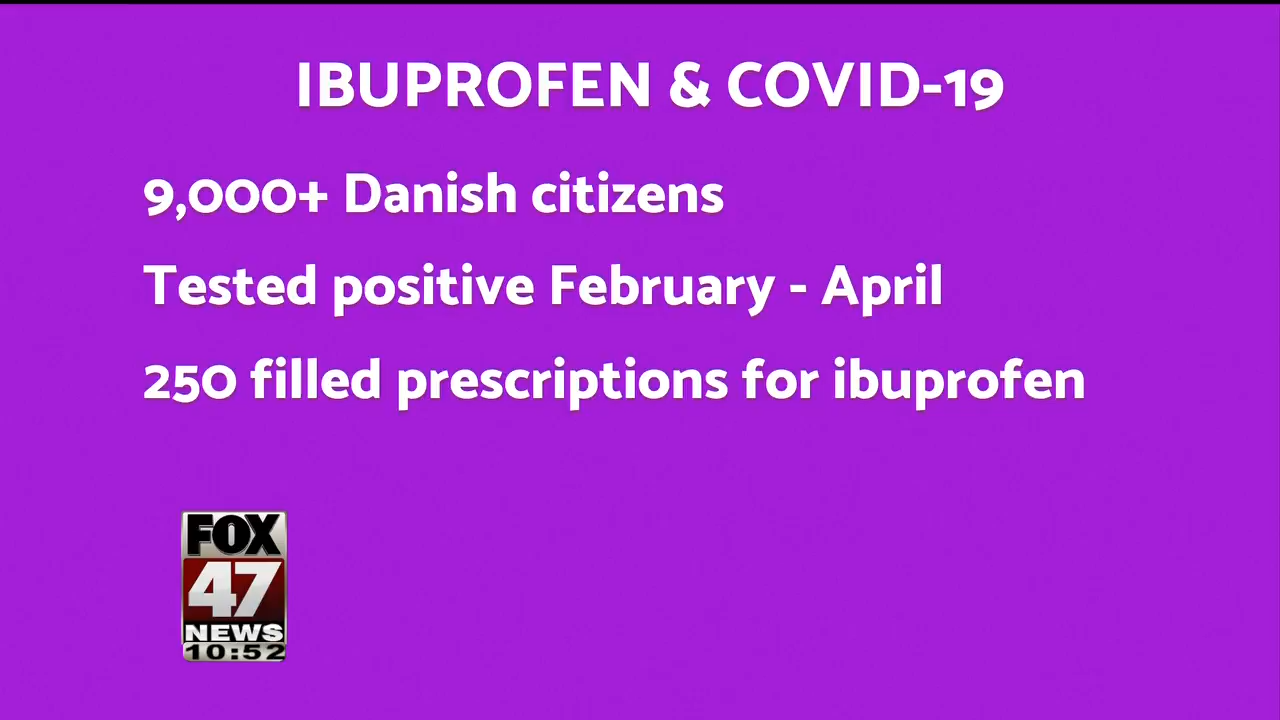 IBUPROFEN & COVID-19
9,000+ Danish citizens
Tested positive February - April
250 filled prescriptions for ibuprofen
FOX
47
NEWS
10:52